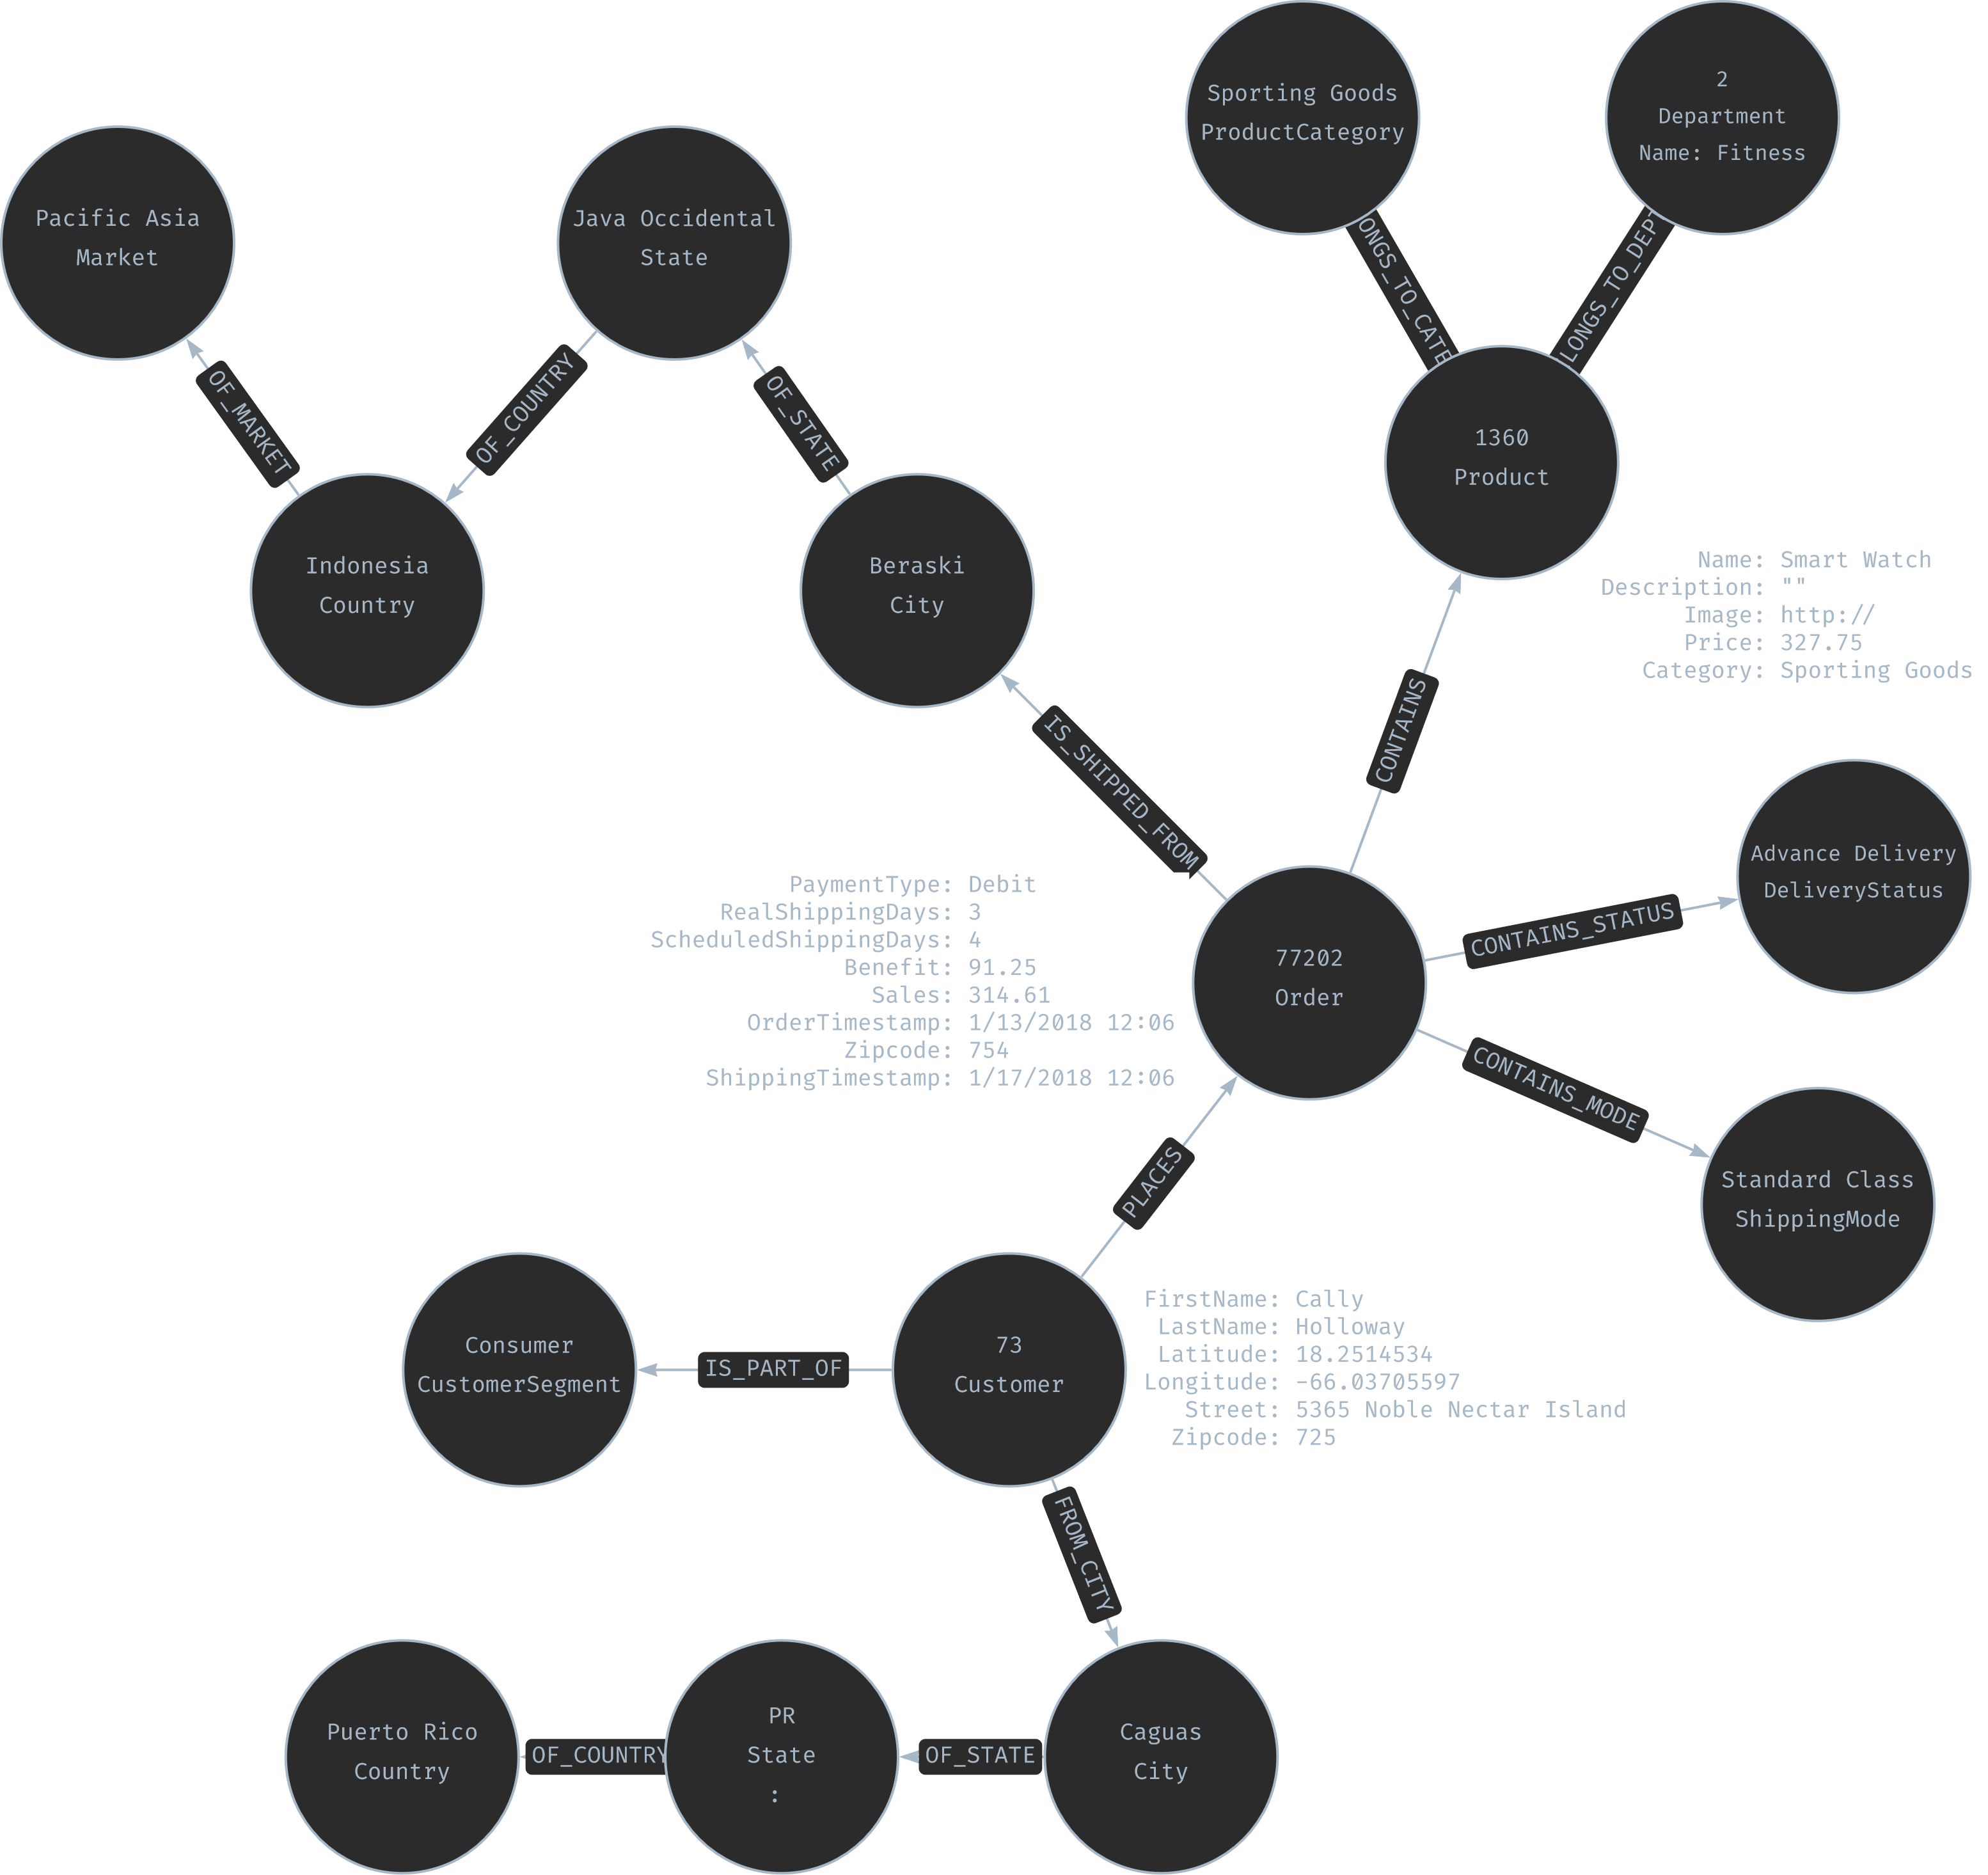 Sporting Goods
ProductCategory
2
Department
Name: Fitness
Pacific Asia
Market
Java Occidental
State
ONGS_TO_CATE
LONGS_TO_DEPT
OF_MARKET
OF_COUNTRY
OF_STATE
1360
Product
Indonesia
Country
Beraski
City
Name: Smart Watch
Description: ""
Image: http://
Price: 327.75
Category: Sporting Goods
CONTAINS
IS_SHIPPED_FROM
Advance Delivery
DeliveryStatus
CONTAINS_STATUS
PaymentType: Debit
RealShippingDays: 3
ScheduledShippingDays: 4
Benefit: 91.25
Sales: 314.61
OrderTimestamp: 1/13/2018 12:06
Zipcode: 754
ShippingTimestamp: 1/17/2018 12:06
77202
Order
CONTAINS_MODE
Standard Class
ShippingMode
PLACES
Consumer
CustomerSegment
IS_PART_OF
73
Customer
FirstName: Cally
LastName: Holloway
Latitude: 18.2514534
Longitude: -66.03705597
Street: 5365 Noble Nectar Island
Zipcode: 725
FROM_CITY
Puerto Rico
Country
OF_COUNTRY
PR
State
:
OF_STATE
Caguas
City